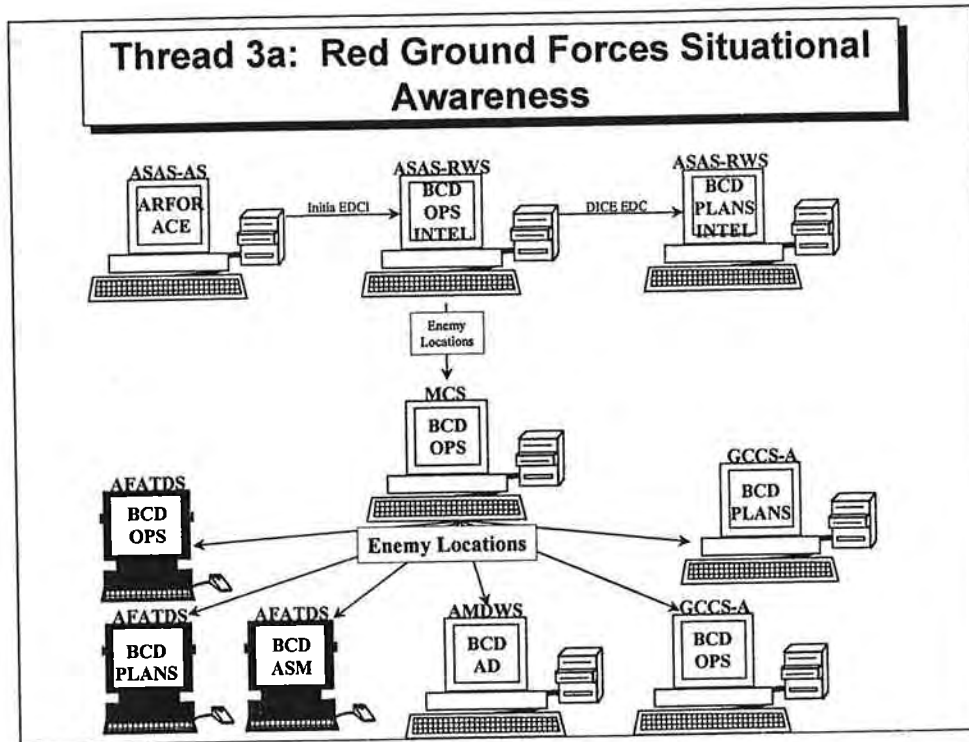 Thread 3a: Red Ground Forces Situational
Awareness
ASAS-AS
ARFOR
ACE
Initia EDCI
ASAS-RWS
BCD
OPS
INTEL
DICE EDC
ASAS-RWS
BCD
PLANS
INTEL
Enemy
Locations
MCS
BCD
OPS
GCCS-A
BCD
PLANS
AFATDS
BCD
OPS
Enemy Locations
AFATDS
BCD
PLANS
AFATDS
BCD
ASM
AMDWS
BCD
AD
GCCS-A
BCD
OPS